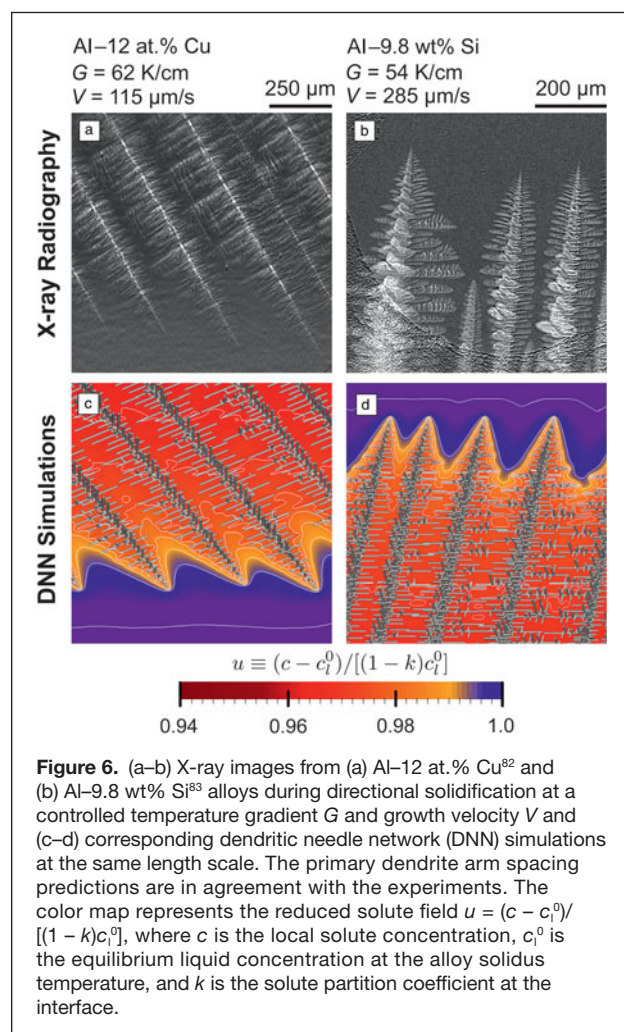 Al–12 at.% Cu
G = 62 K/cm
V = 115 µm/s
250 µm
Al–9.8 wt% Si
G = 54 K/cm
V = 285 µm/s
200 µm
X-ray Radiography
a
b
DNN Simulations
c
d
u ≡ (c − c_l^0)/[(1 − k)c_l^0]
0.94 0.96 0.98 1.0
Figure 6. (a–b) X-ray images from (a) Al–12 at.% Cu⁸² and
(b) Al–9.8 wt% Si⁸³ alloys during directional solidification at a
controlled temperature gradient G and growth velocity V and
(c–d) corresponding dendritic needle network (DNN) simulations
at the same length scale. The primary dendrite arm spacing
predictions are in agreement with the experiments. The
color map represents the reduced solute field u = (c – c_l^0)/
[(1 – k)c_l^0], where c is the local solute concentration, c_l^0 is
the equilibrium liquid concentration at the alloy solidus
temperature, and k is the solute partition coefficient at the
interface.